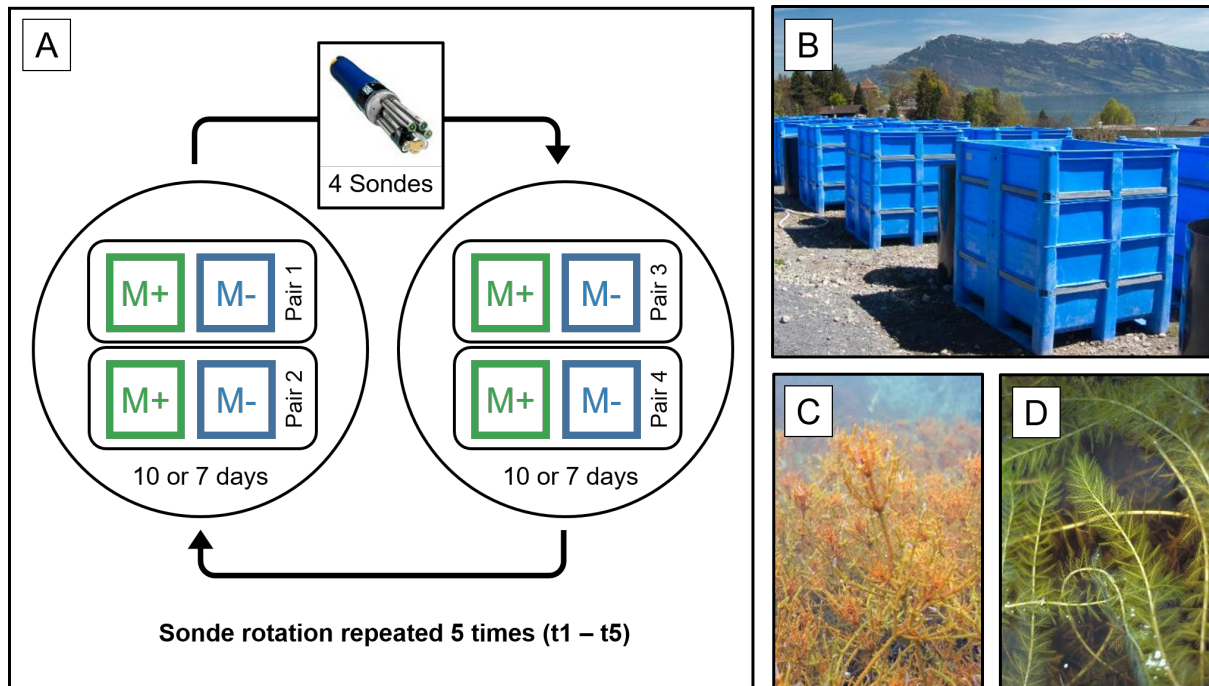 A
4 Sondes
M+ M- Pair 1
M+ M- Pair 2
10 or 7 days
M+ M- Pair 3
M+ M- Pair 4
10 or 7 days
Sonde rotation repeated 5 times (t1 – t5)
B
C
D